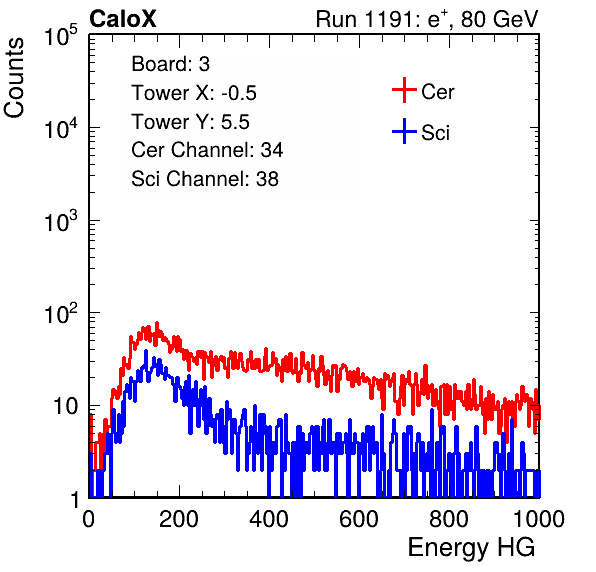 CaloX Run 1191: e⁺, 80 GeV
Counts
10⁵
10⁴
10³
10²
10
1
Board: 3
Tower X: -0.5
Tower Y: 5.5
Cer Channel: 34
Sci Channel: 38
Cer
Sci
0 200 400 600 800 1000
Energy HG